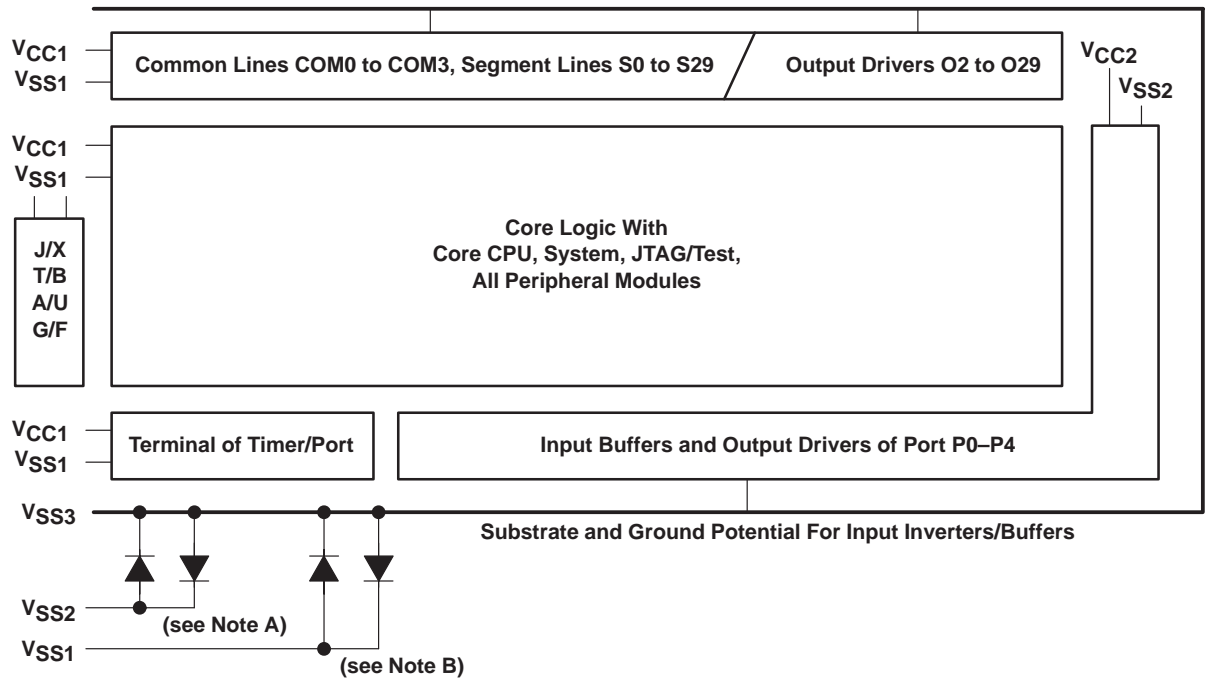 VCC1
VSS1
Common Lines COM0 to COM3, Segment Lines S0 to S29
Output Drivers O2 to O29
VCC2
VSS2
VCC1
VSS1
J/X
T/B
A/U
G/F
Core Logic With
Core CPU, System, JTAG/Test,
All Peripheral Modules
VCC1
VSS1
Terminal of Timer/Port
Input Buffers and Output Drivers of Port P0–P4
VSS3
Substrate and Ground Potential For Input Inverters/Buffers
VSS2
(see Note A)
VSS1
(see Note B)